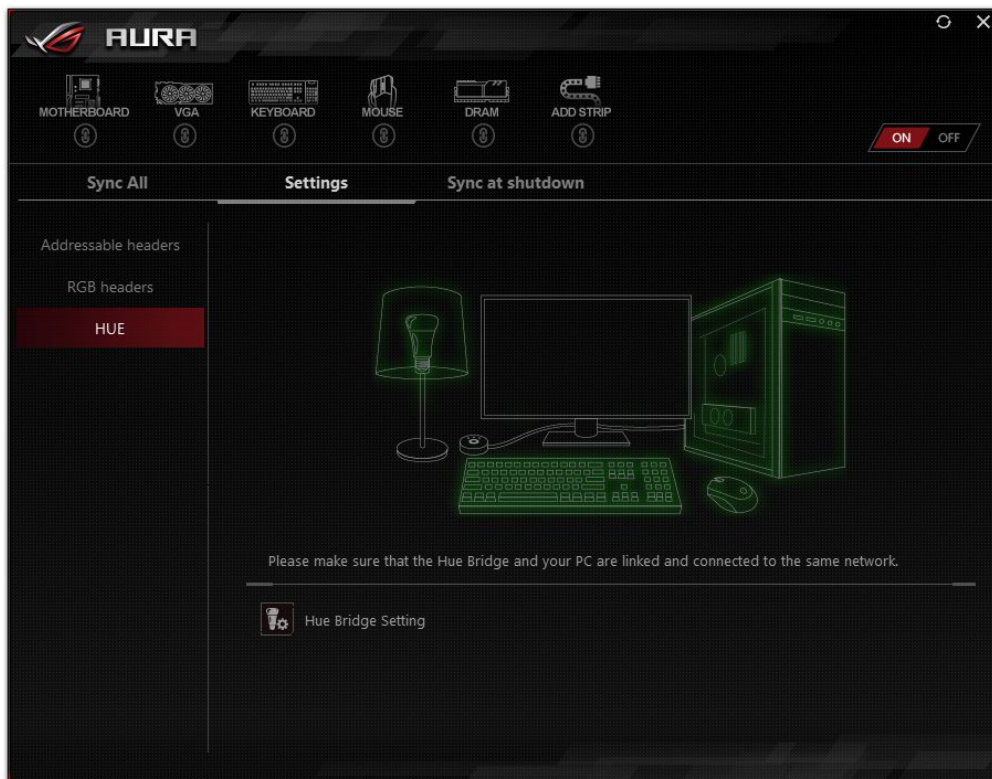 AURA
MOTHERBOARD VGA KEYBOARD MOUSE DRAM ADD STRIP
ON OFF
Sync All Settings Sync at shutdown
Addressable headers
RGB headers
HUE
Please make sure that the Hue Bridge and your PC are linked and connected to the same network.
Hue Bridge Setting